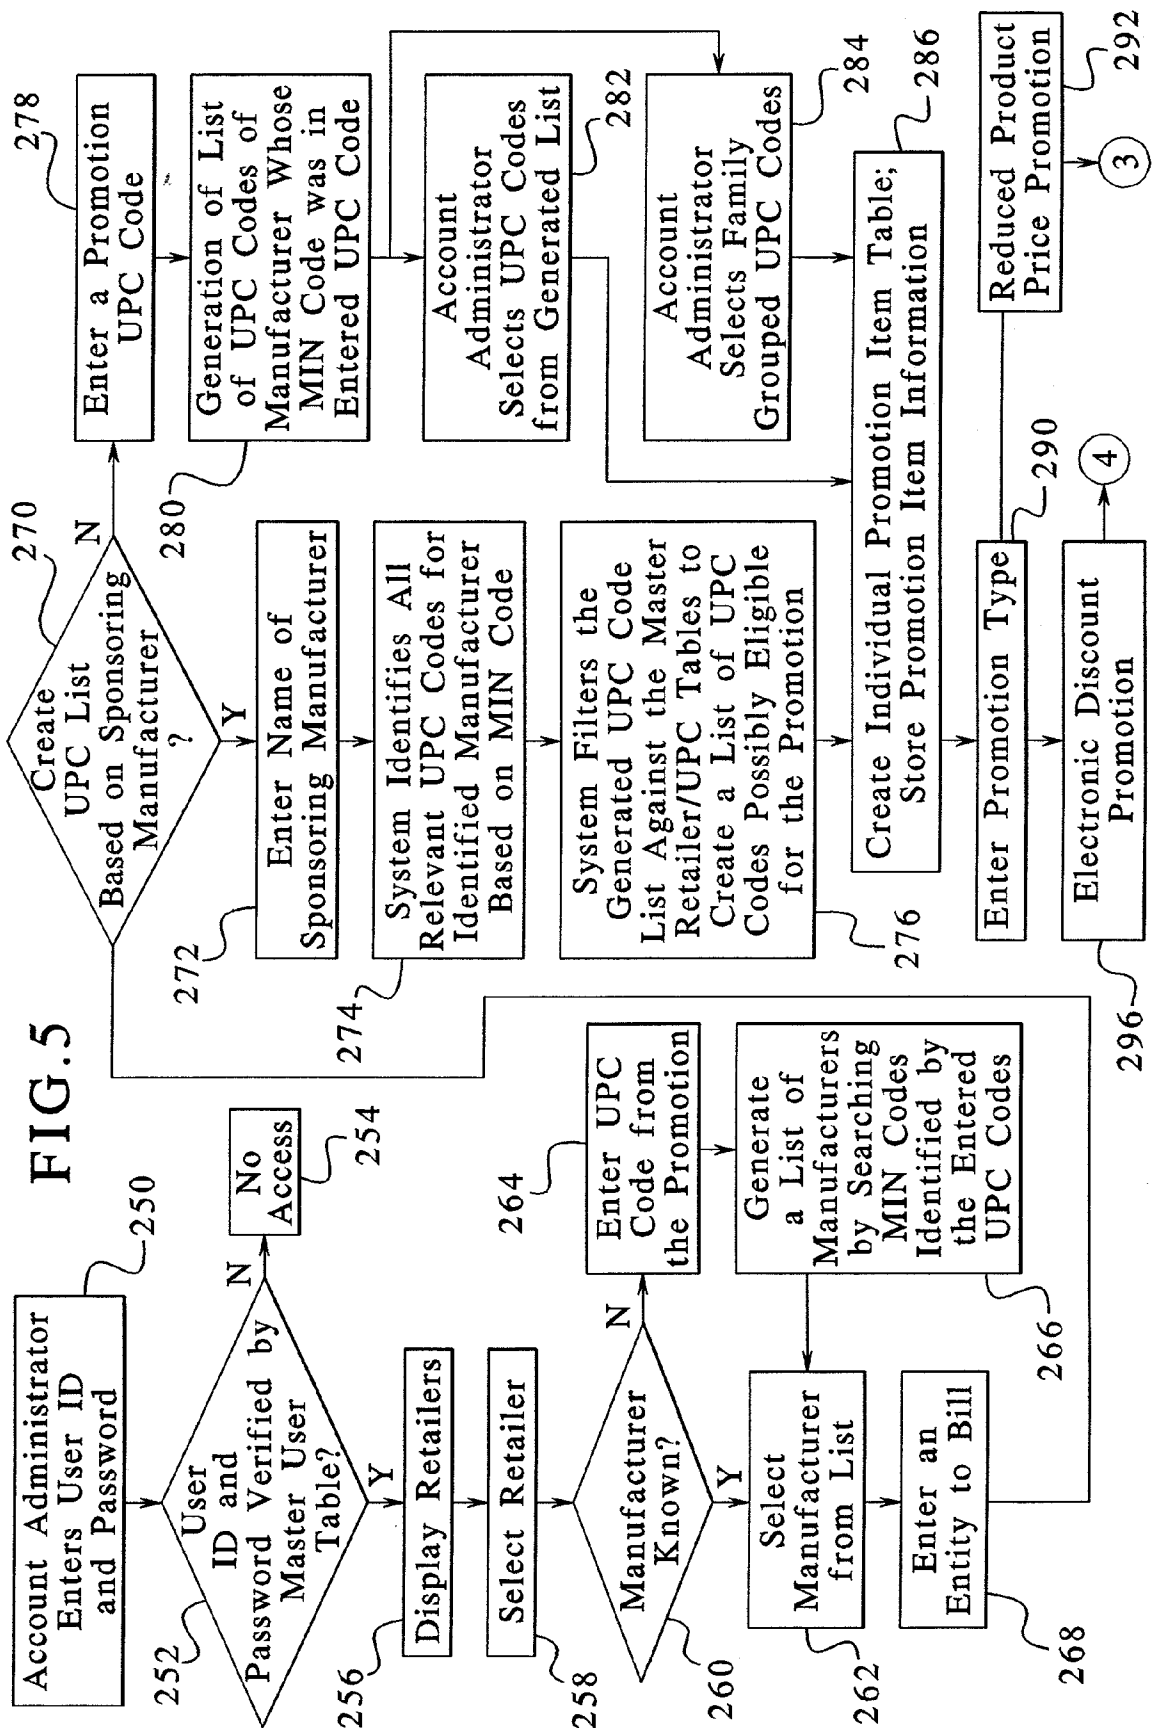 FIG.5
Account Administrator
Enters User ID
and Password
250
User
ID and
Password Verified by
Master User
Table?
252
N
No
Access
254
Y
Display Retailers
256
Select Retailer
258
Manufacturer
Known?
260
N
Enter UPC
Code from
the Promotion
264
Generate
a List of
Manufacturers
by Searching
MIN Codes
Identified by
the Entered
UPC Codes
266
Y
Select
Manufacturer
from List
262
Enter an
Entity to Bill
268
Create
UPC List
Based on Sponsoring
Manufacturer
?
270
Y
Enter Name of
Sponsoring Manufacturer
272
System Identifies All
Relevant UPC Codes for
Identified Manufacturer
Based on MIN Code
274
System Filters the
Generated UPC Code
List Against the Master
Retailer/UPC Tables to
Create a List of UPC
Codes Possibly Eligible
for the Promotion
276
N
Enter a Promotion
UPC Code
278
Generation of List
of UPC Codes of
Manufacturer Whose
MIN Code was in
Entered UPC Code
280
Account
Administrator
Selects UPC Codes
from Generated List
282
Account
Administrator
Selects Family
Grouped UPC Codes
284
Create Individual Promotion Item Table;
Store Promotion Item Information
286
Enter Promotion Type
290
Reduced Product
Price Promotion
292
3
Electronic Discount
Promotion
296
4